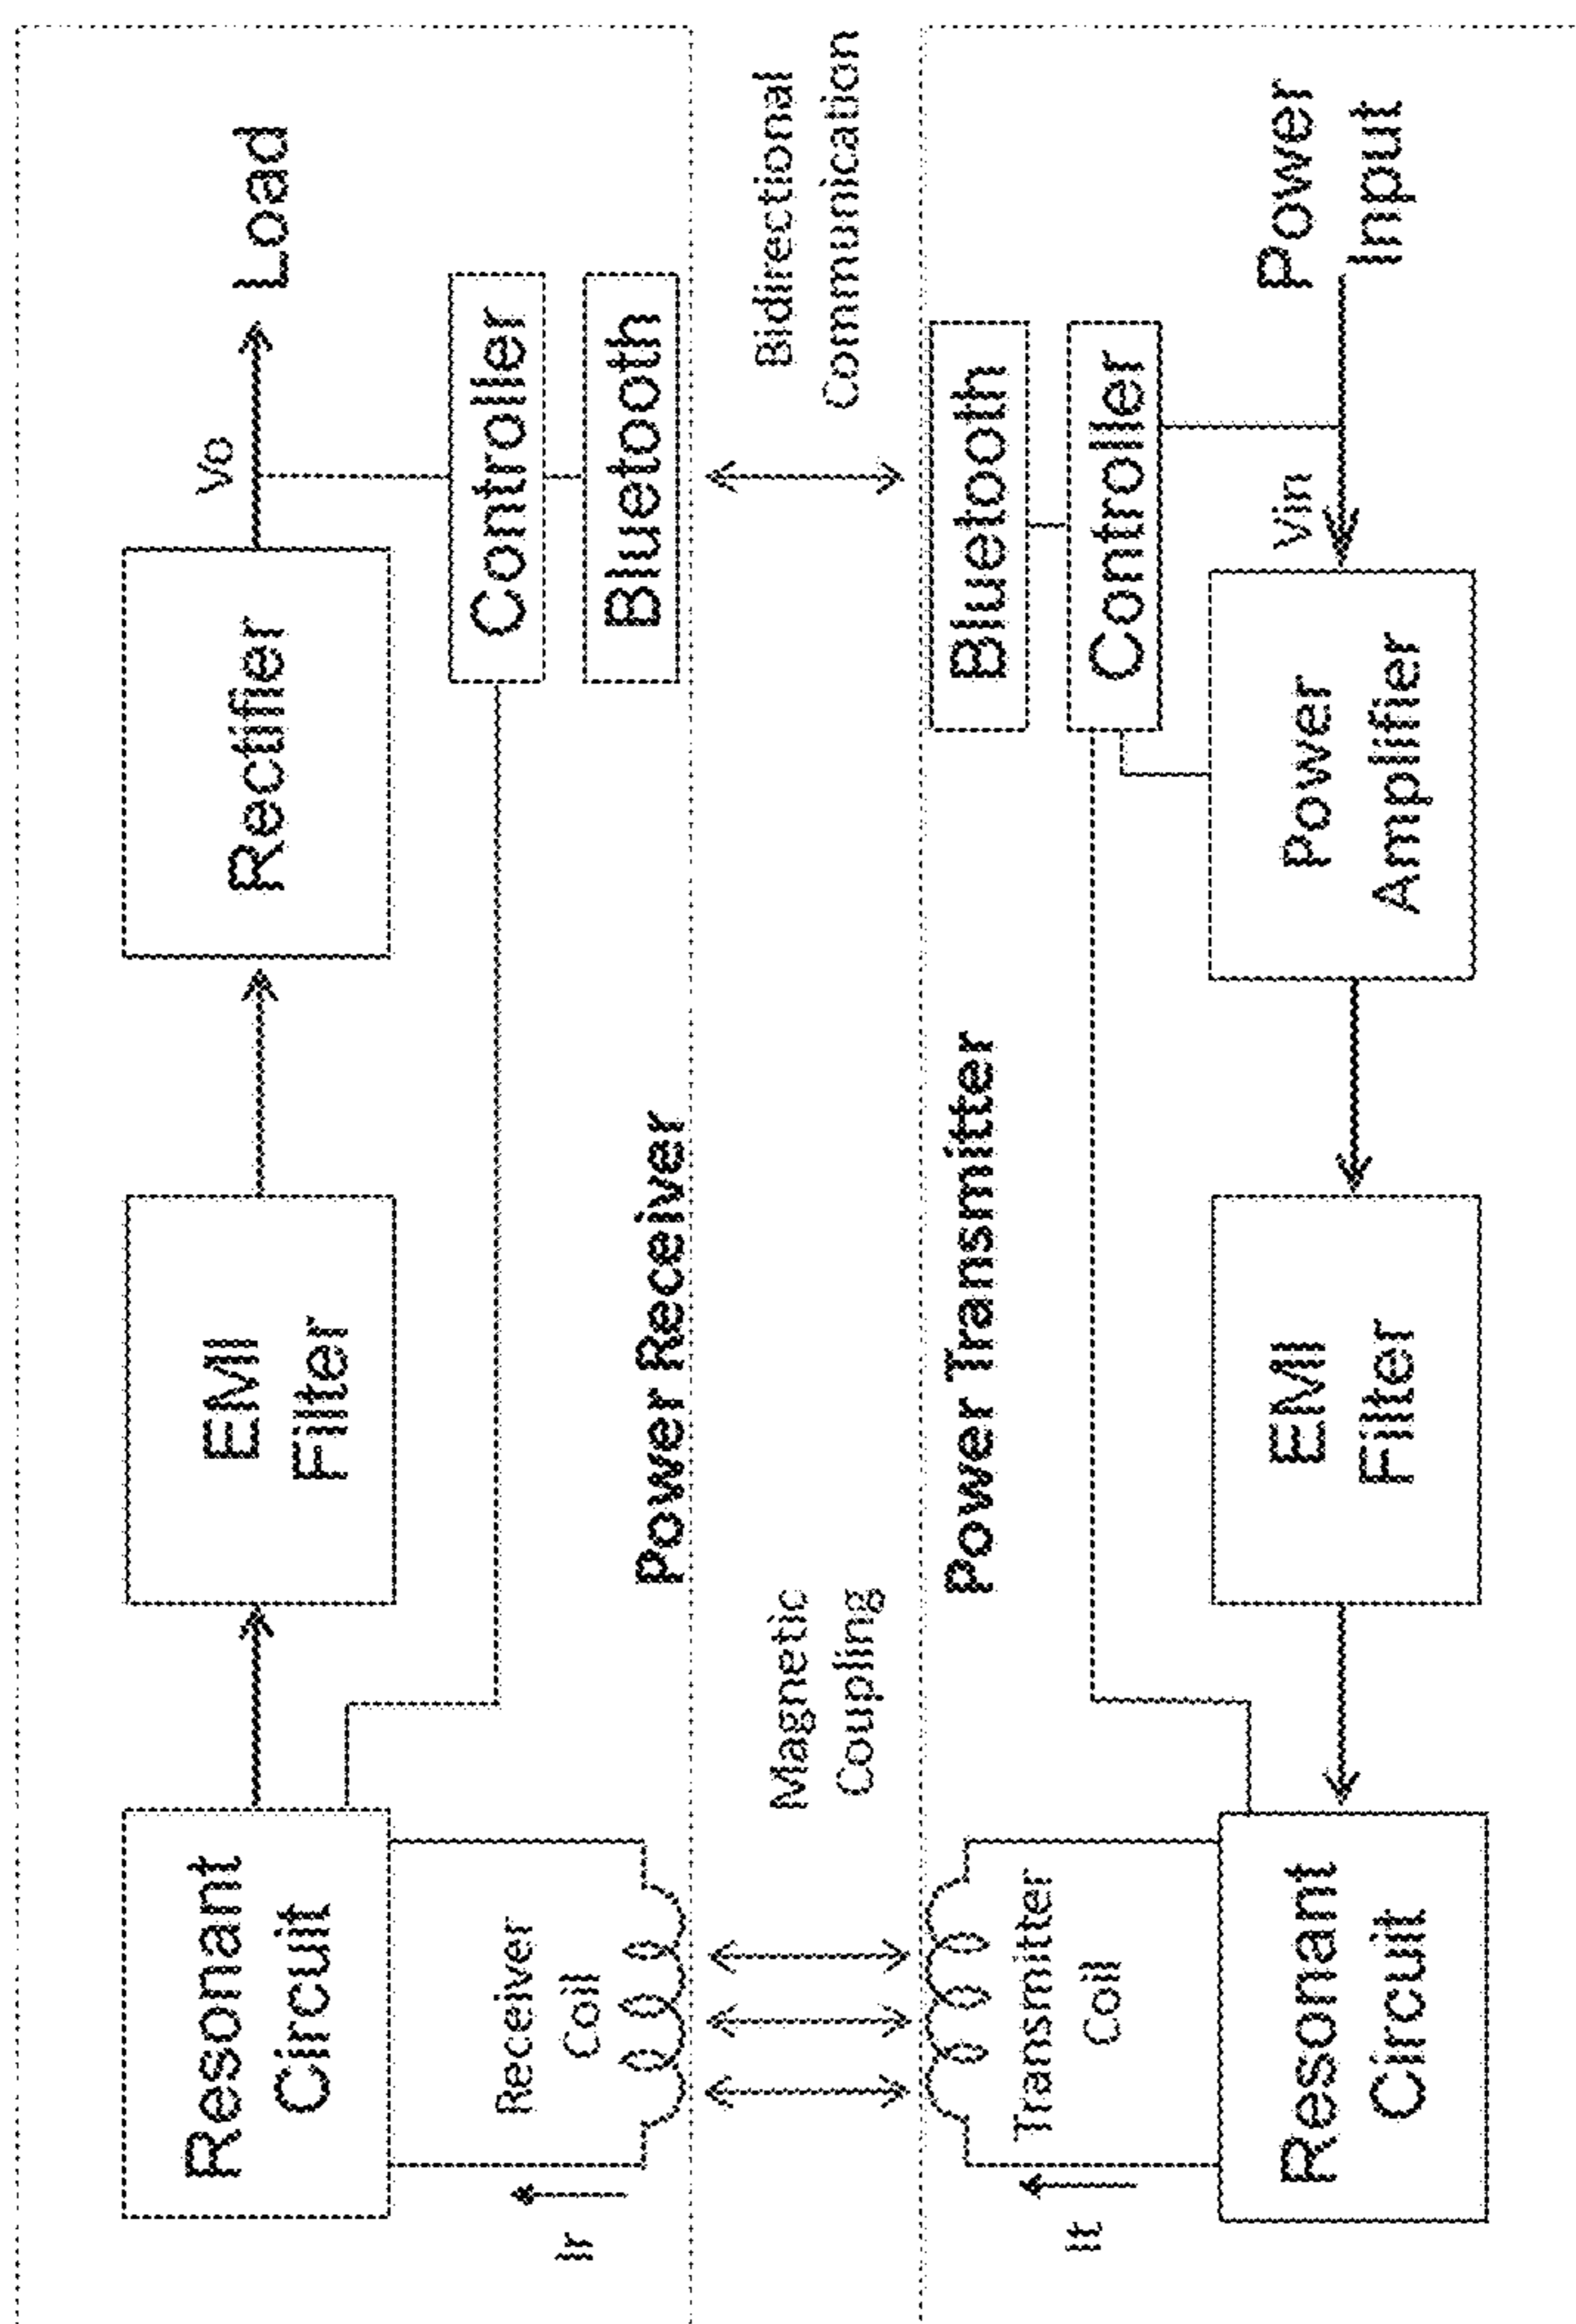 Resonant
Circuit
EMI
Filter
Rectifier
Vo
Load
Controller
Bluetooth
Receiver
Coil
Ir
Power Receiver
Magnetic
Coupling
Bidirectional
Communication
Power Transmitter
Bluetooth
Controller
Transmitter
Coil
It
Resonant
Circuit
EMI
Filter
Power
Amplifier
Vin
Power
Input